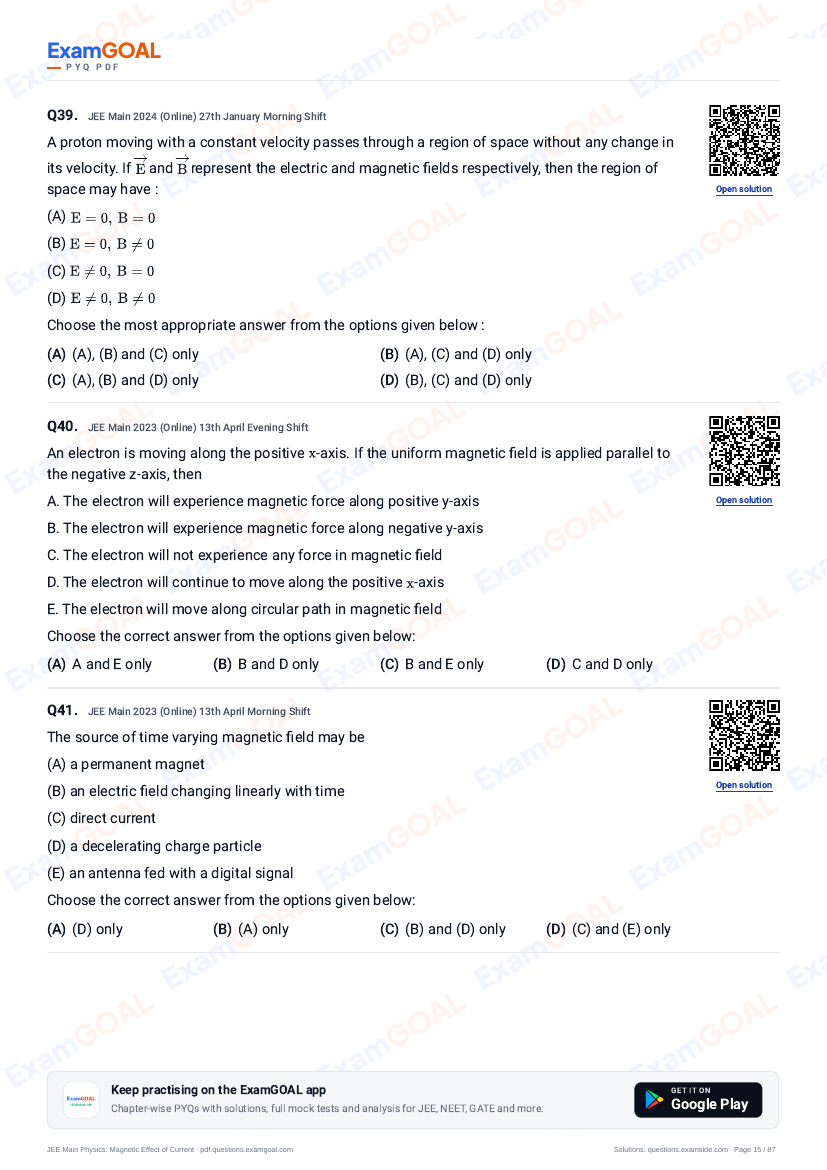 ExamGOAL
PYQ PDF
Q39. JEE Main 2024 (Online) 27th January Morning Shift
A proton moving with a constant velocity passes through a region of space without any change in
its velocity. If $\overrightarrow{\mathrm{E}}$ and $\overrightarrow{\mathrm{B}}$ represent the electric and magnetic fields respectively, then the region of
space may have :
(A) E = 0, B = 0
(B) E = 0, B ≠ 0
(C) E ≠ 0, B = 0
(D) E ≠ 0, B ≠ 0
Choose the most appropriate answer from the options given below :
(A) (A), (B) and (C) only (B) (A), (C) and (D) only
(C) (A), (B) and (D) only (D) (B), (C) and (D) only
Open solution
Q40. JEE Main 2023 (Online) 13th April Evening Shift
An electron is moving along the positive x-axis. If the uniform magnetic field is applied parallel to
the negative z-axis, then
A. The electron will experience magnetic force along positive y-axis
B. The electron will experience magnetic force along negative y-axis
C. The electron will not experience any force in magnetic field
D. The electron will continue to move along the positive x-axis
E. The electron will move along circular path in magnetic field
Choose the correct answer from the options given below:
(A) A and E only (B) B and D only (C) B and E only (D) C and D only
Open solution
Q41. JEE Main 2023 (Online) 13th April Morning Shift
The source of time varying magnetic field may be
(A) a permanent magnet
(B) an electric field changing linearly with time
(C) direct current
(D) a decelerating charge particle
(E) an antenna fed with a digital signal
Choose the correct answer from the options given below:
(A) (D) only (B) (A) only (C) (B) and (D) only (D) (C) and (E) only
Open solution
ExamGOAL
Keep practising on the ExamGOAL app
Chapter-wise PYQs with solutions, full mock tests and analysis for JEE, NEET, GATE and more.
GET IT ON
Google Play
JEE Main Physics: Magnetic Effect of Current · pdf.questions.examgoal.com
Solutions: questions.examside.com · Page 15 / 87